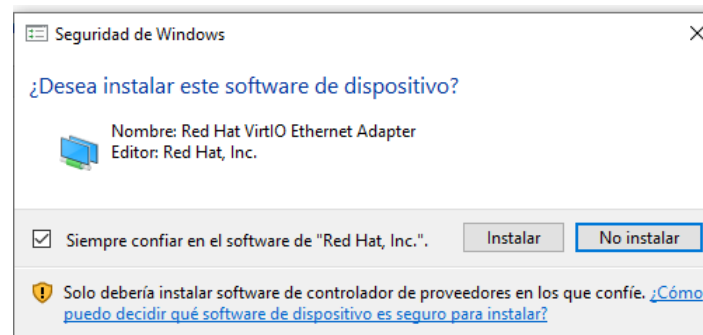 Seguridad de Windows
¿Desea instalar este software de dispositivo?
Nombre: Red Hat VirtIO Ethernet Adapter
Editor: Red Hat, Inc.
Siempre confiar en el software de "Red Hat, Inc.".
Instalar
No instalar
Solo debería instalar software de controlador de proveedores en los que confíe. ¿Cómo
puedo decidir qué software de dispositivo es seguro para instalar?